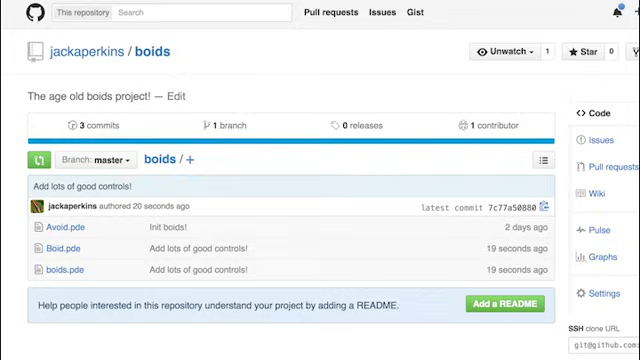 This repository Search Pull requests Issues Gist
jackaperkins / boids Unwatch 1 Star 0
The age old boids project! — Edit
3 commits 1 branch 0 releases 1 contributor
Code
Issues
Pull requests
Wiki
Pulse
Graphs
Settings
SSH clone URL
git@github.com:
Branch: master boids / +
Add lots of good controls!
jackaperkins authored 20 seconds ago latest commit 7c77a50880
Avoid.pde Init boids! 2 days ago
Boid.pde Add lots of good controls! 19 seconds ago
boids.pde Add lots of good controls! 19 seconds ago
Help people interested in this repository understand your project by adding a README. Add a README